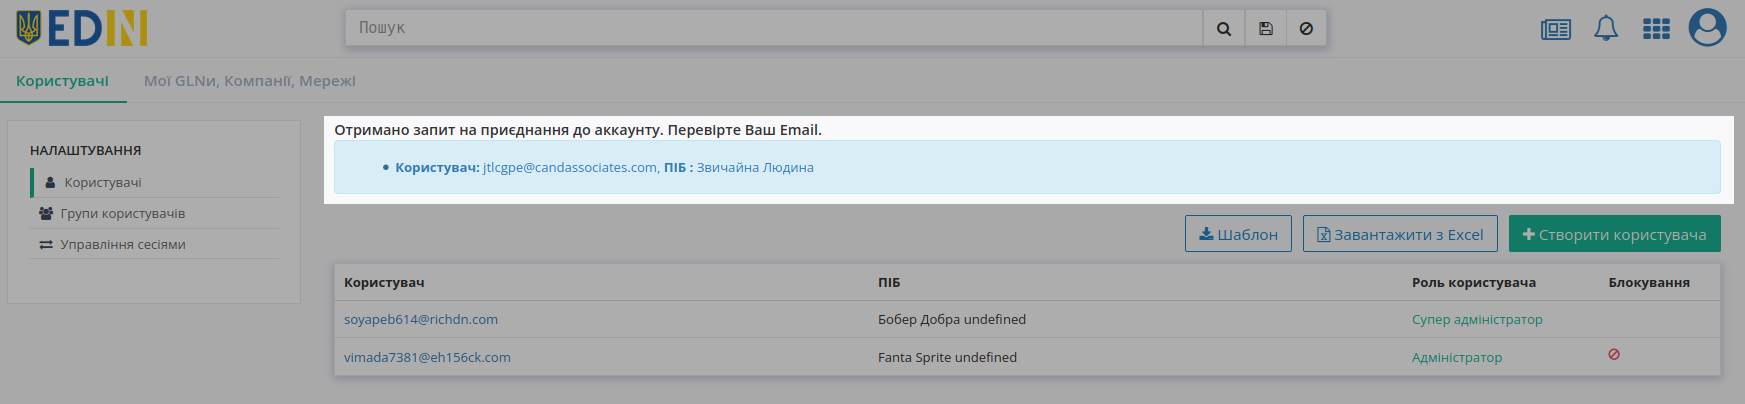 EDIN
Пошук
Користувачі Мої GLNи, Компанії, Мережі
Отримано запит на приєднання до аккаунту. Перевірте Ваш Email.
Користувач: jtlcgpe@candassociates.com, ПІБ : Звичайна Людина
НАЛАШТУВАННЯ
Користувачі
Групи користувачів
Управління сесіями
Шаблон Завантажити з Excel Створити користувача
Користувач ПІБ Роль користувача Блокування
soyapeb614@richdn.com Бобер Добра undefined Супер адміністратор
vimada7381@eh156ck.com Fanta Sprite undefined Адміністратор